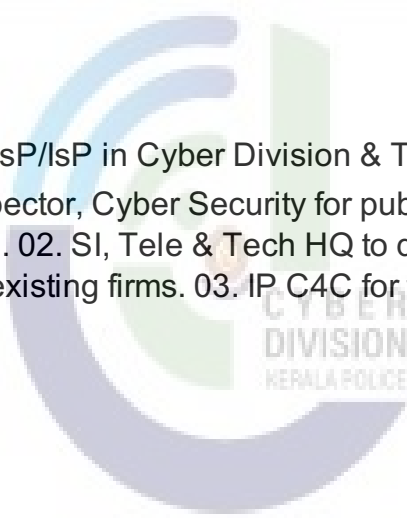 sP/IsP in Cyber Division & T
pector, Cyber Security for pub
. 02. SI, Tele & Tech HQ to c
existing firms. 03. IP C4C for
CYBER
DIVISION
KERALA POLICE